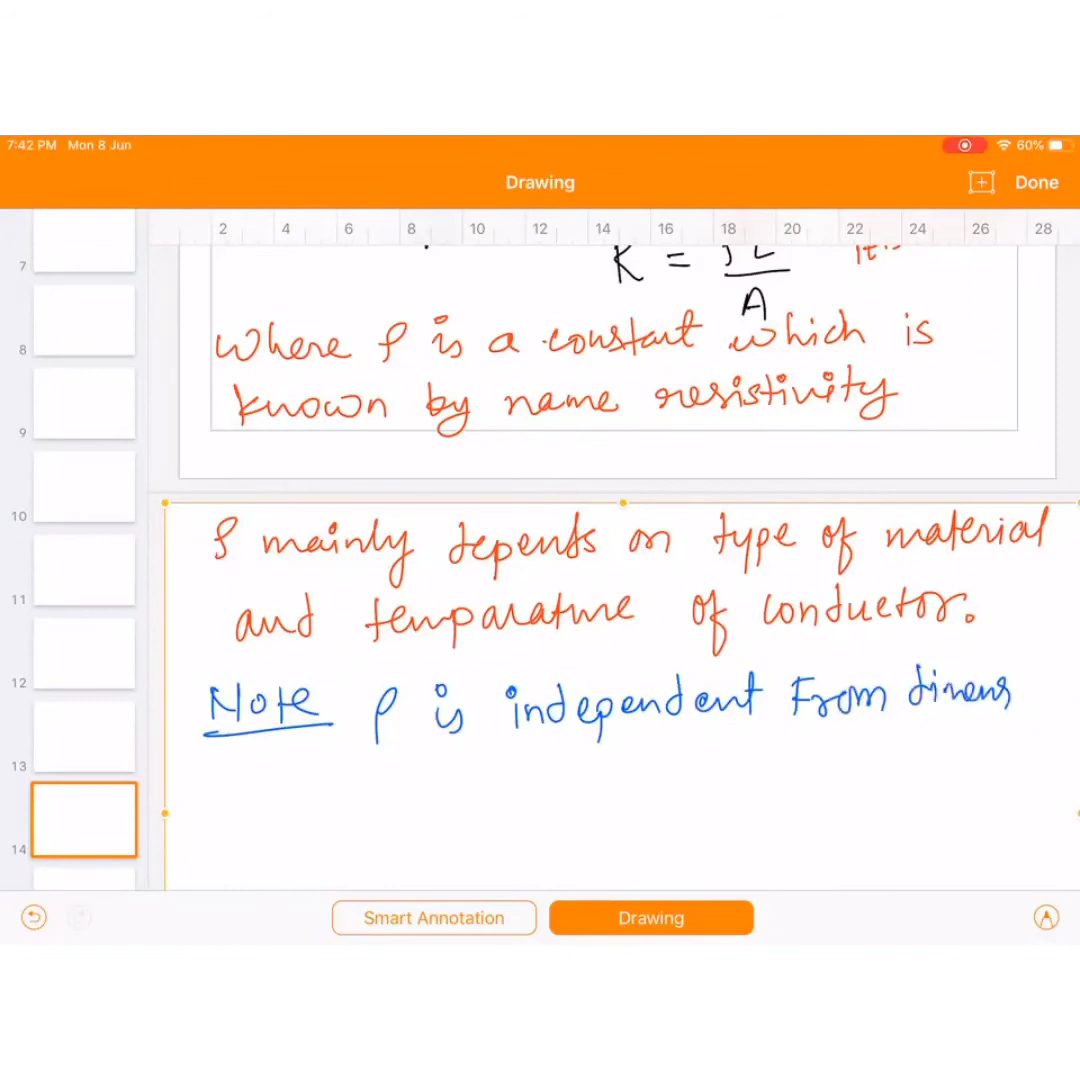 7:42 PM Mon 8 Jun
60%
Drawing
Done
2 4 6 8 10 12 14 16 18 20 22 24 26 28
7
8
9
10
11
12
13
14
R = ρL
A
where ρ is a constant which is
known by name resistivity
ρ mainly depends on type of material
and temparature of conductor.
Note ρ is independent From dimens
Smart Annotation
Drawing